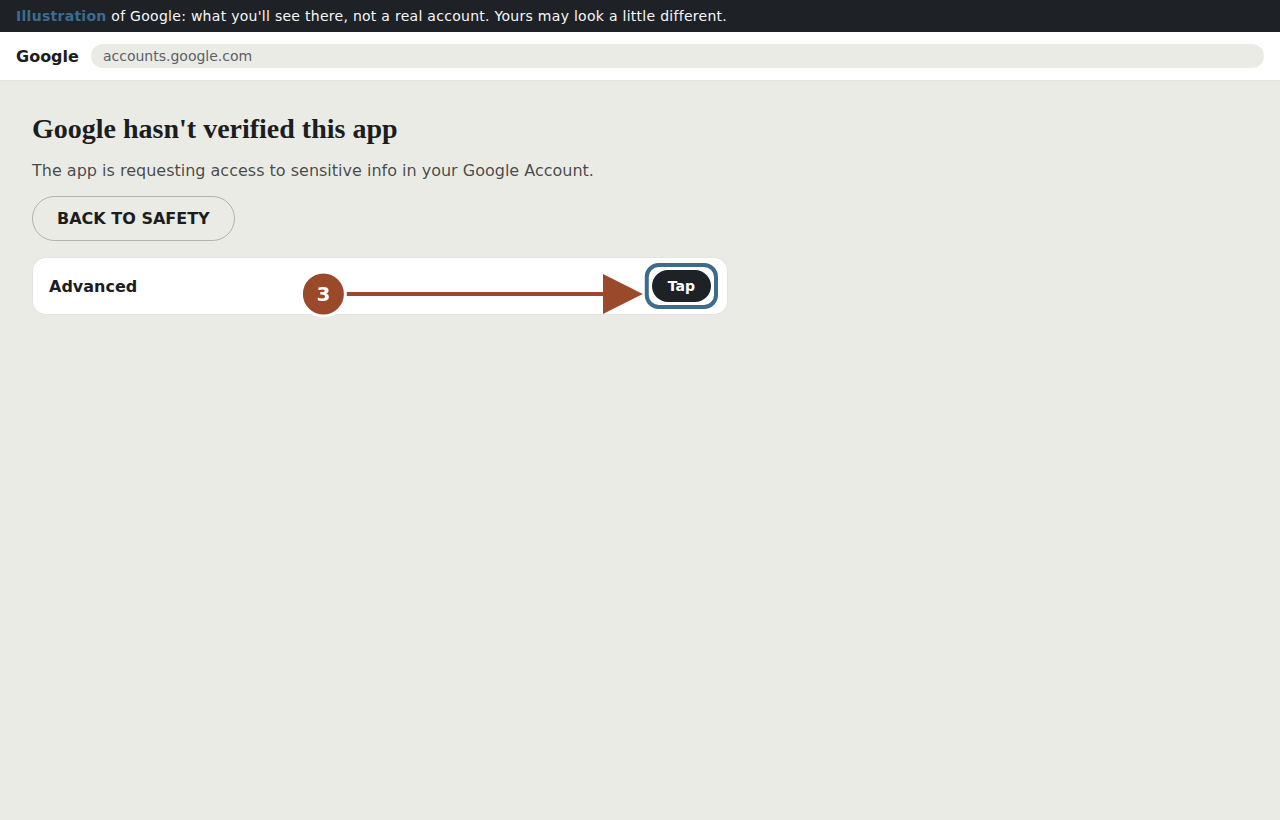 Illustration of Google: what you'll see there, not a real account. Yours may look a little different.
Google accounts.google.com
Google hasn't verified this app
The app is requesting access to sensitive info in your Google Account.
BACK TO SAFETY
Advanced 3 Tap